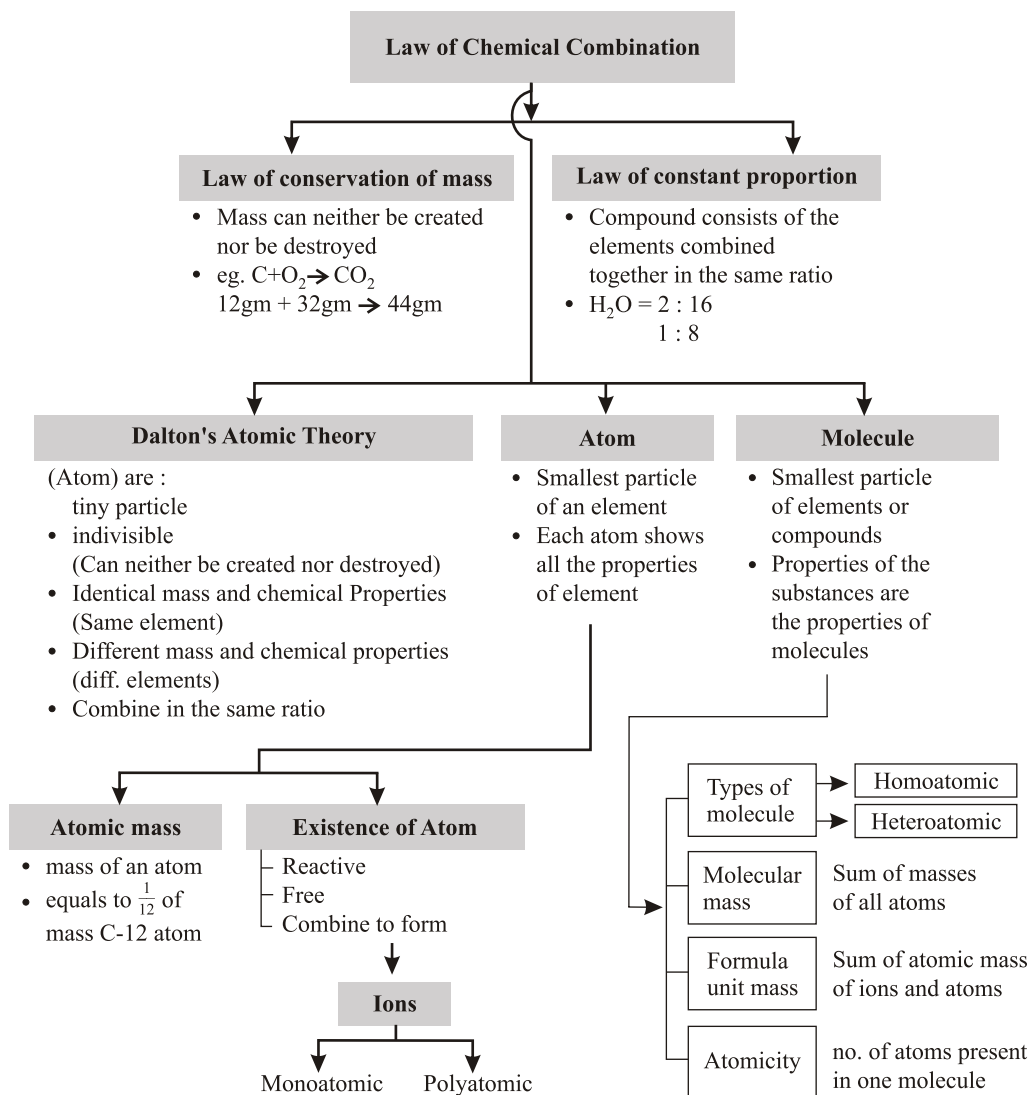 Law of Chemical Combination
Law of conservation of mass
• Mass can neither be created
nor be destroyed
• eg. C+O₂→CO₂
12gm + 32gm → 44gm
Law of constant proportion
• Compound consists of the
elements combined
together in the same ratio
• H₂O = 2 : 16
1 : 8
Dalton's Atomic Theory
(Atom) are :
tiny particle
• indivisible
(Can neither be created nor destroyed)
• Identical mass and chemical Properties
(Same element)
• Different mass and chemical properties
(diff. elements)
• Combine in the same ratio
Atom
• Smallest particle
of an element
• Each atom shows
all the properties
of element
Molecule
• Smallest particle
of elements or
compounds
• Properties of the
substances are
the properties of
molecules
Atomic mass
• mass of an atom
• equals to 1/12 of
mass C-12 atom
Existence of Atom
Reactive
Free
Combine to form
Ions
Monoatomic
Polyatomic
Types of
molecule
Homoatomic
Heteroatomic
Molecular
mass
Sum of masses
of all atoms
Formula
unit mass
Sum of atomic mass
of ions and atoms
Atomicity
no. of atoms present
in one molecule